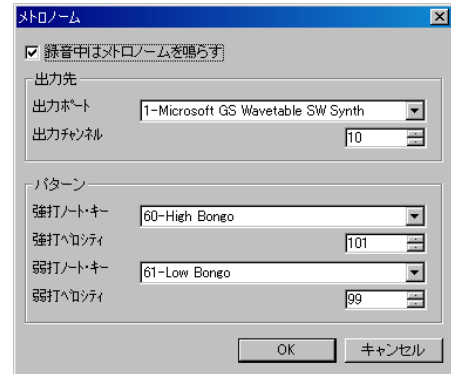 メトロノーム
録音中はメトロノームを鳴らす
出力先
出力ポート 1-Microsoft GS Wavetable SW Synth
出力チャンネル 10
パターン
強打ノート・キー 60-High Bongo
強打ベロシティ 101
弱打ノート・キー 61-Low Bongo
弱打ベロシティ 99
OK キャンセル